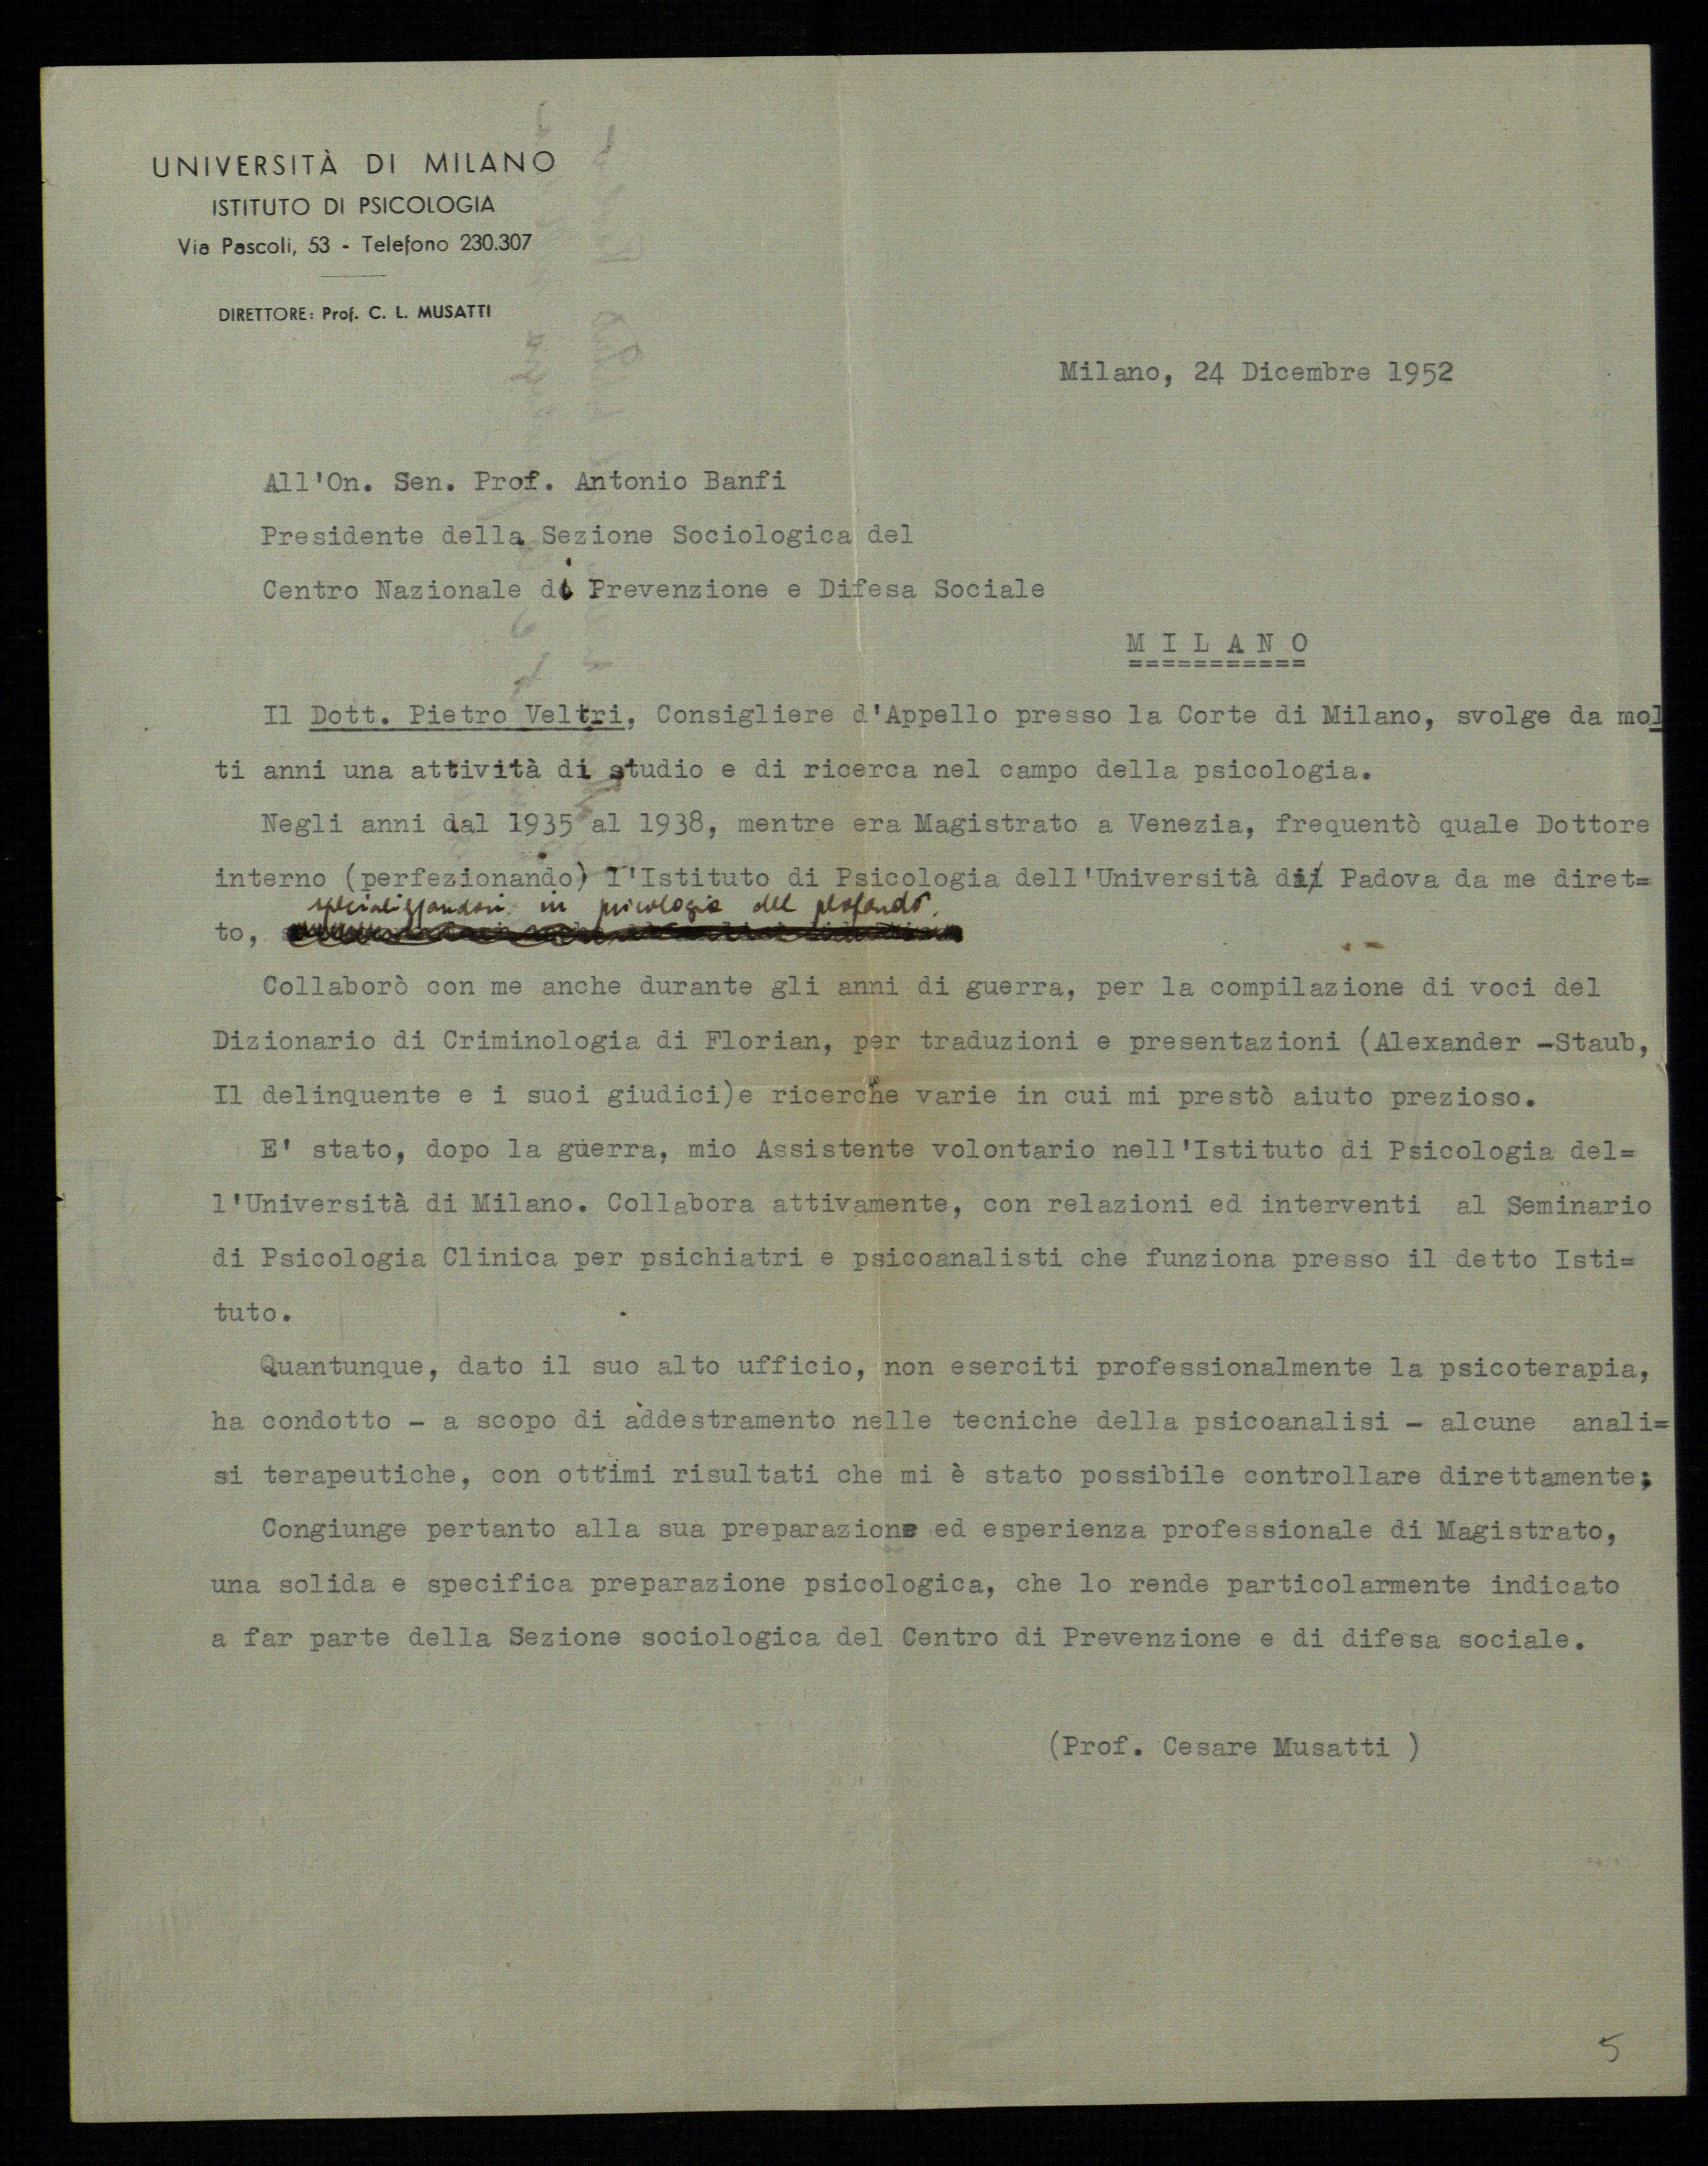 UNIVERSITÀ DI MILANO
ISTITUTO DI PSICOLOGIA
Via Pascoli, 53 - Telefono 230.307
DIRETTORE: Prof. C. L. MUSATTI
Milano, 24 Dicembre 1952
All'On. Sen. Prof. Antonio Banfi
Presidente della Sezione Sociologica del
Centro Nazionale di Prevenzione e Difesa Sociale
M I L A N O
===========
Il Dott. Pietro Veltri, Consigliere d'Appello presso la Corte di Milano, svolge da mol
ti anni una attività di studio e di ricerca nel campo della psicologia.
Negli anni dal 1935 al 1938, mentre era Magistrato a Venezia, frequentò quale Dottore
interno (perfezionando) l'Istituto di Psicologia dell'Università di Padova da me diret=
specializzandosi in psicologia del profondo.
to,
Collaborò con me anche durante gli anni di guerra, per la compilazione di voci del
Dizionario di Criminologia di Florian, per traduzioni e presentazioni (Alexander -Staub,
Il delinquente e i suoi giudici)e ricerche varie in cui mi prestò aiuto prezioso.
E' stato, dopo la guerra, mio Assistente volontario nell'Istituto di Psicologia del=
l'Università di Milano. Collabora attivamente, con relazioni ed interventi al Seminario
di Psicologia Clinica per psichiatri e psicoanalisti che funziona presso il detto Isti=
tuto.
Quantunque, dato il suo alto ufficio, non eserciti professionalmente la psicoterapia,
ha condotto - a scopo di addestramento nelle tecniche della psicoanalisi - alcune anali=
si terapeutiche, con ottimi risultati che mi è stato possibile controllare direttamente;
Congiunge pertanto alla sua preparazione ed esperienza professionale di Magistrato,
una solida e specifica preparazione psicologica, che lo rende particolarmente indicato
a far parte della Sezione sociologica del Centro di Prevenzione e di difesa sociale.
(Prof. Cesare Musatti )
5